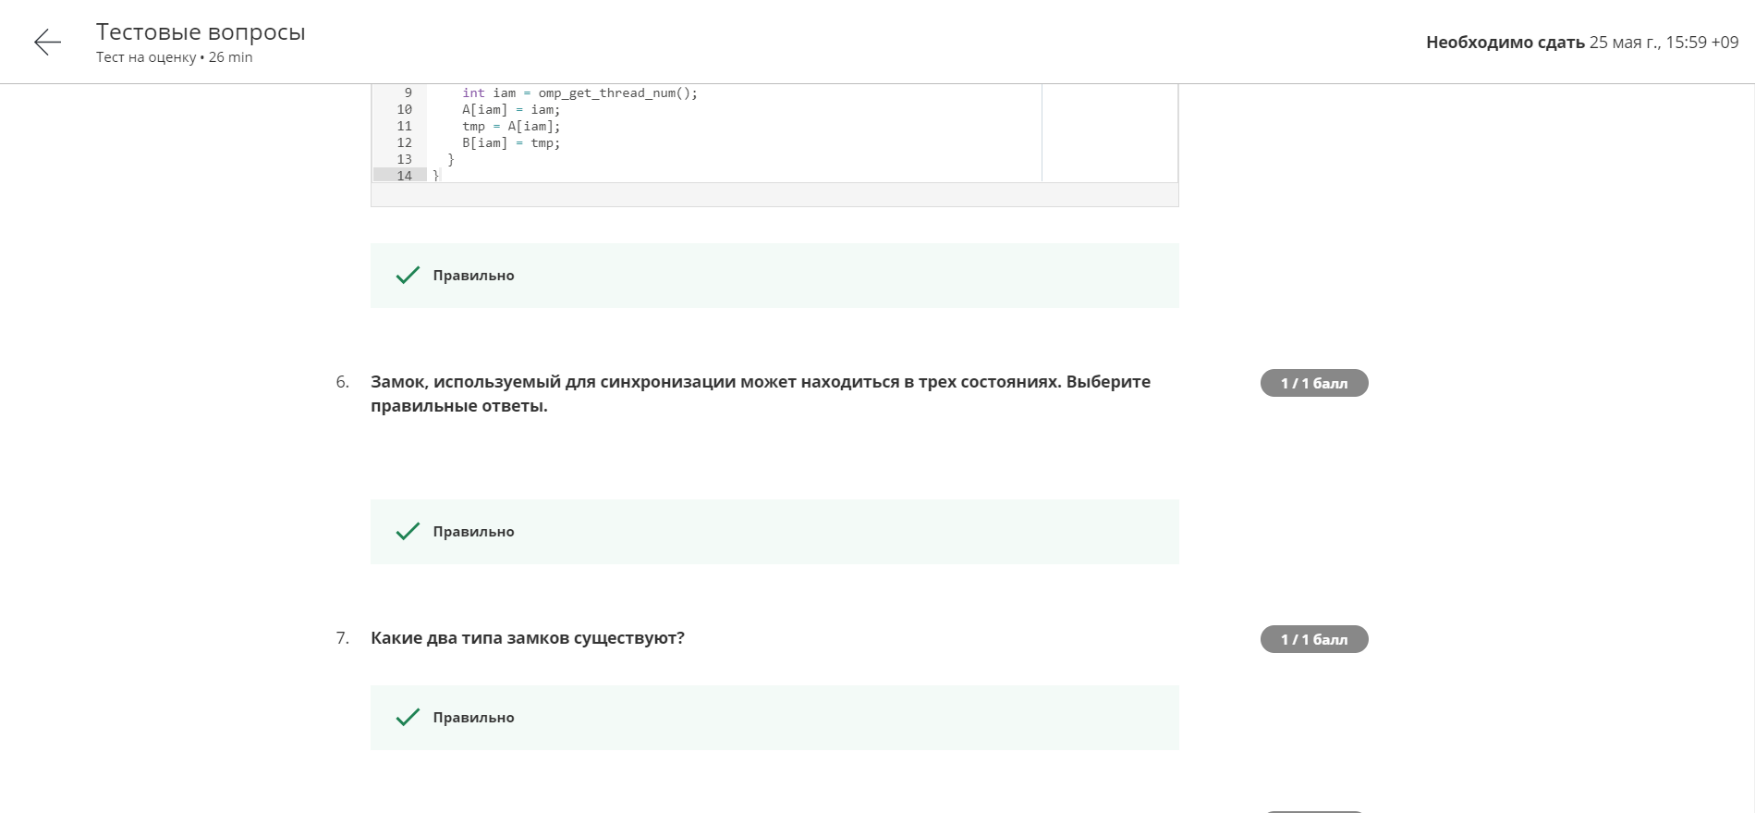 Тестовые вопросы
Тест на оценку • 26 min
Необходимо сдать 25 мая г., 15:59 +09
9 int iam = omp_get_thread_num();
10 A[iam] = iam;
11 tmp = A[iam];
12 B[iam] = tmp;
13 }
14 }
Правильно
6. Замок, используемый для синхронизации может находиться в трех состояниях. Выберите
правильные ответы.
1 / 1 балл
Правильно
7. Какие два типа замков существуют?
1 / 1 балл
Правильно